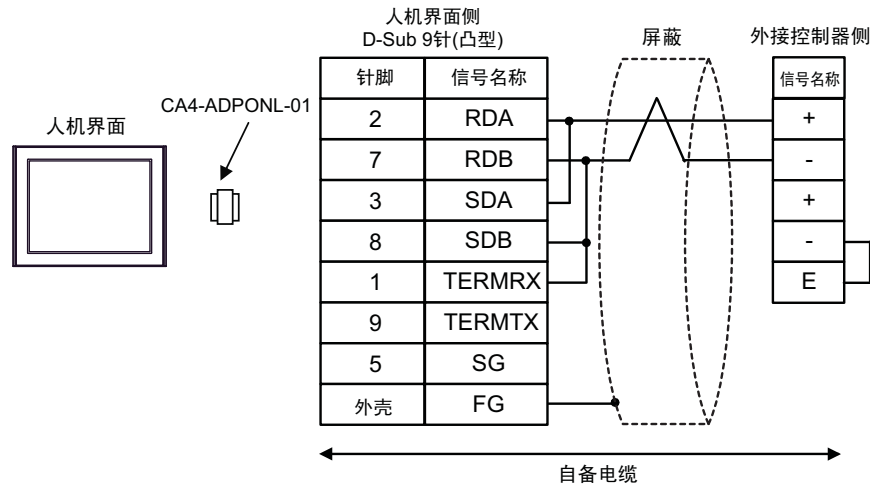 人机界面侧
D-Sub 9针(凸型)
屏蔽
外接控制器侧
针脚 信号名称
信号名称
CA4-ADPONL-01
人机界面
2 RDA
+
7 RDB
-
3 SDA
+
8 SDB
-
1 TERMRX
E
9 TERMTX
5 SG
外壳 FG
自备电缆